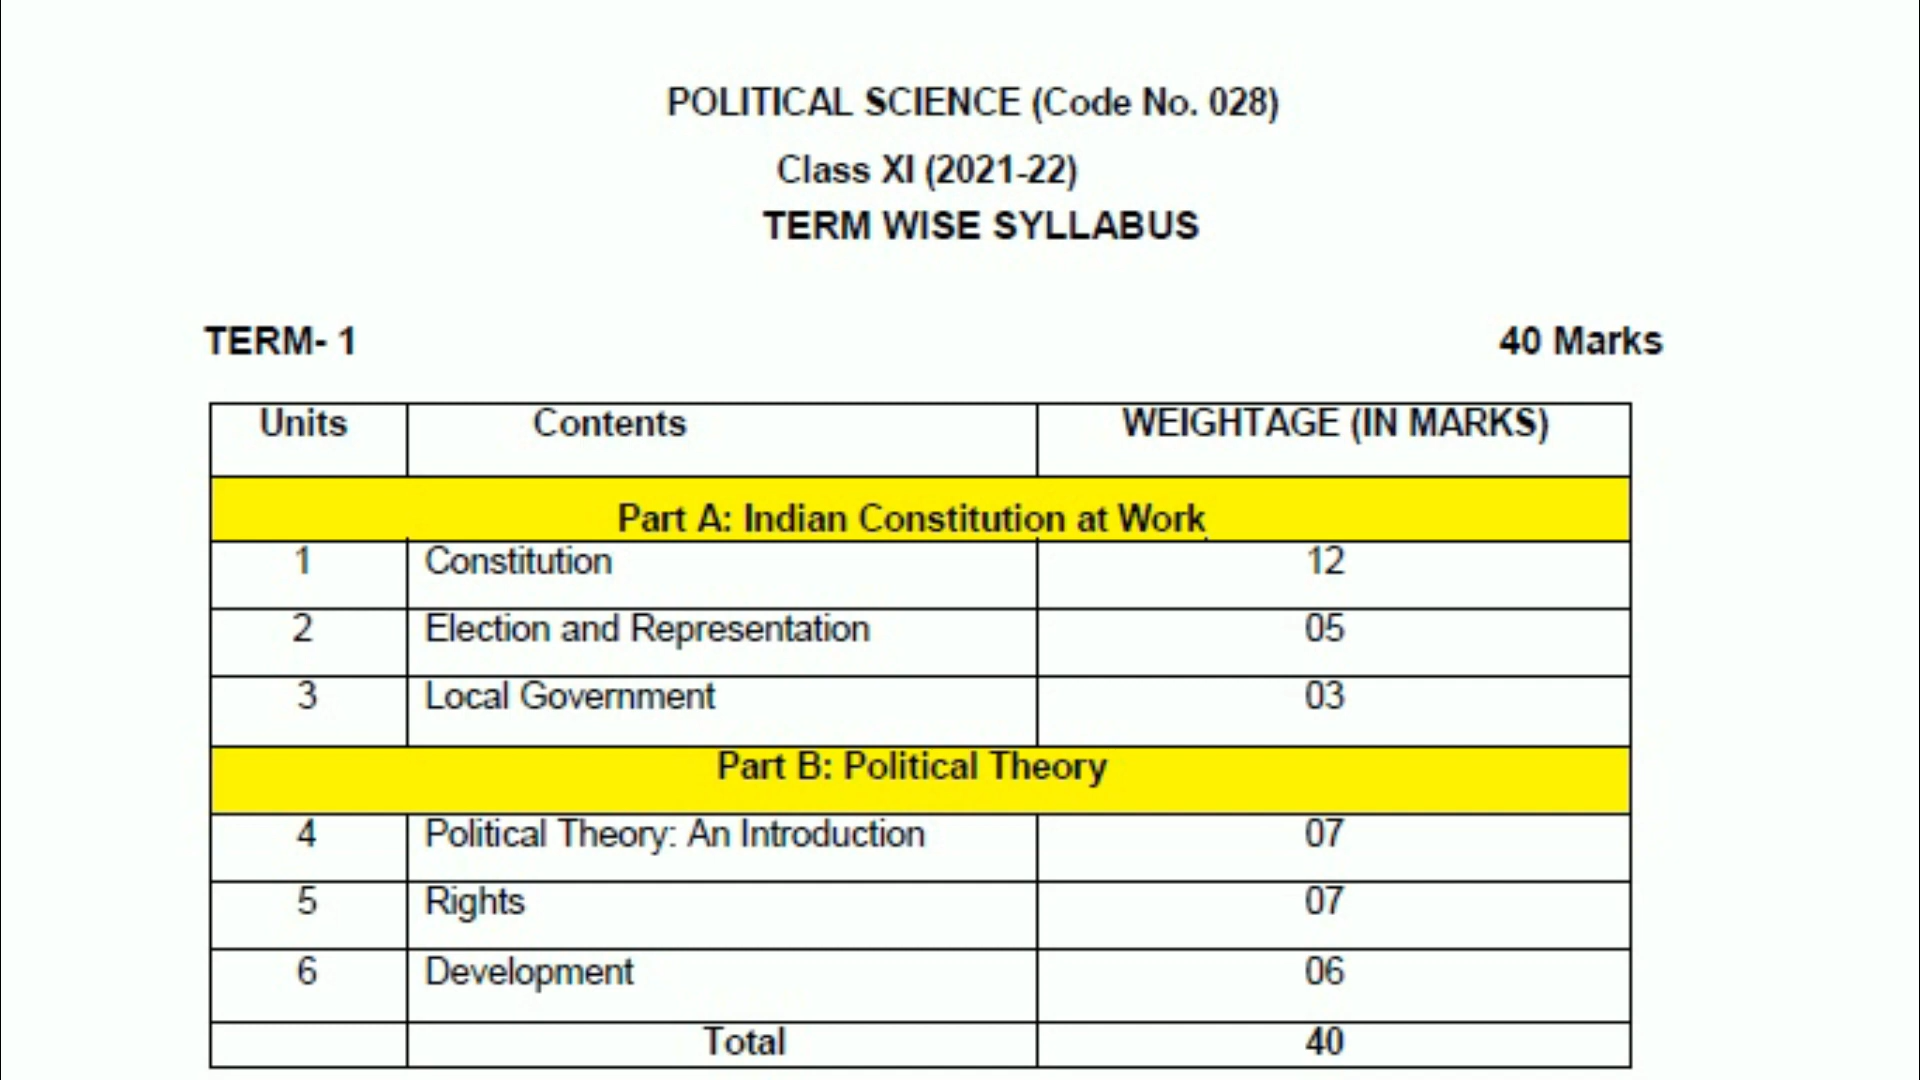 POLITICAL SCIENCE (Code No. 028)
Class XI (2021-22)
TERM WISE SYLLABUS
TERM- 1 40 Marks
Units Contents WEIGHTAGE (IN MARKS)
Part A: Indian Constitution at Work
1 Constitution 12
2 Election and Representation 05
3 Local Government 03
Part B: Political Theory
4 Political Theory: An Introduction 07
5 Rights 07
6 Development 06
Total 40